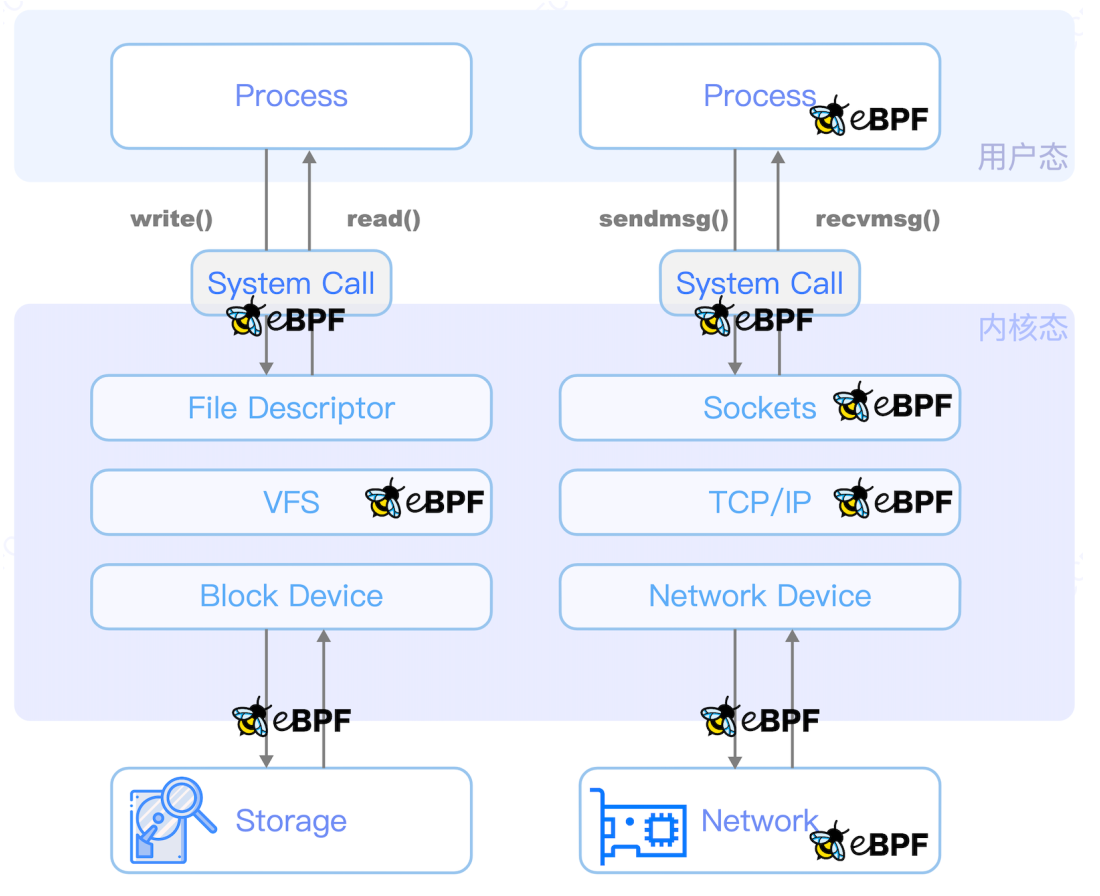 Process
Process
eBPF
用户态
write()
read()
sendmsg()
recvmsg()
System Call
System Call
eBPF
eBPF
内核态
File Descriptor
Sockets
eBPF
VFS
eBPF
TCP/IP
eBPF
Block Device
Network Device
eBPF
eBPF
Storage
Network
eBPF